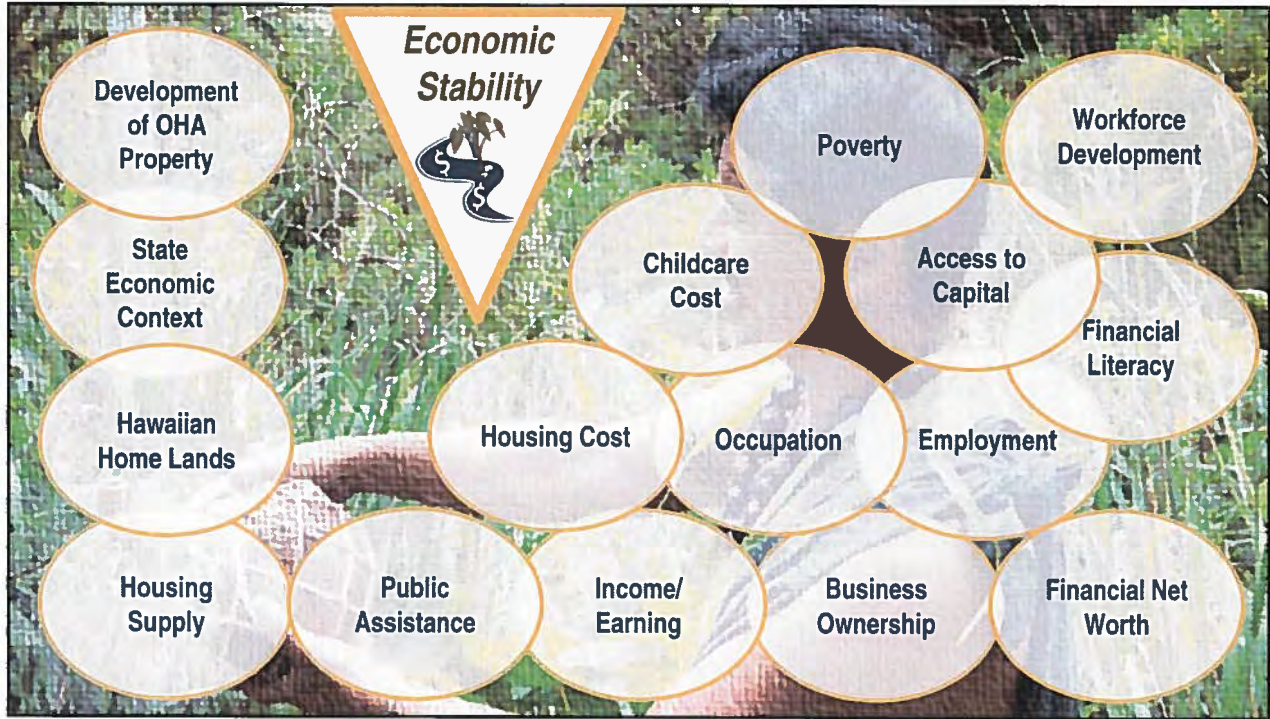 Economic
Stability
$
$
Development
of OHA
Property
State
Economic
Context
Hawaiian
Home Lands
Housing
Supply
Poverty
Workforce
Development
Childcare
Cost
Access to
Capital
Financial
Literacy
Housing Cost
Occupation
Employment
Public
Assistance
Income/
Earning
Business
Ownership
Financial Net
Worth